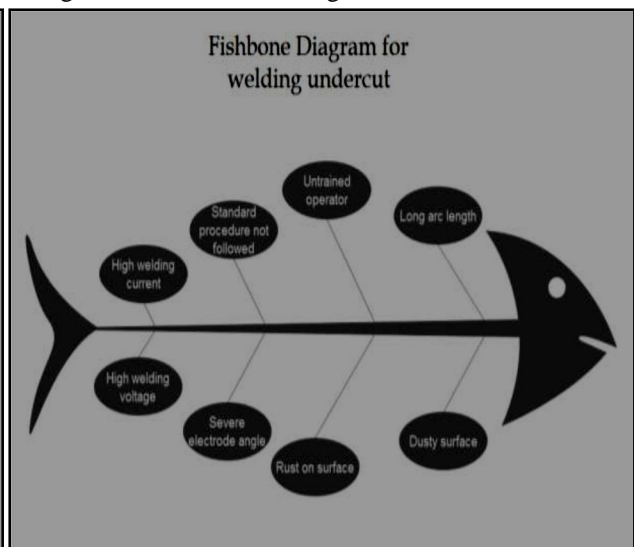 Fishbone Diagram for
welding undercut
Untrained
operator
Standard
procedure not
followed
Long arc length
High welding
current
High welding
voltage
Severe
electrode angle
Rust on surface
Dusty surface